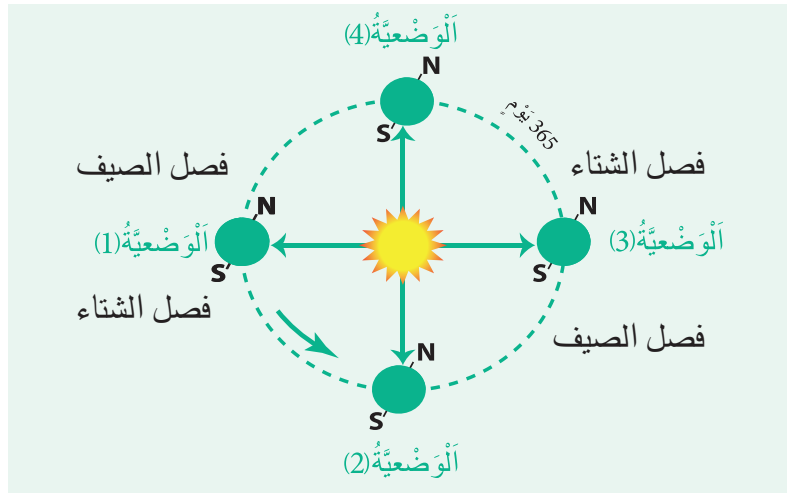 اَلْوَضْعيَّةُ(4)
N
S
365 يَوْمٍ
فصل الصيف
فصل الشتاء
N
اَلْوَضْعيَّةُ(1)
S
N
اَلْوَضْعيَّةُ(3)
S
فصل الشتاء
فصل الصيف
N
S
اَلْوَضْعيَّةُ(2)